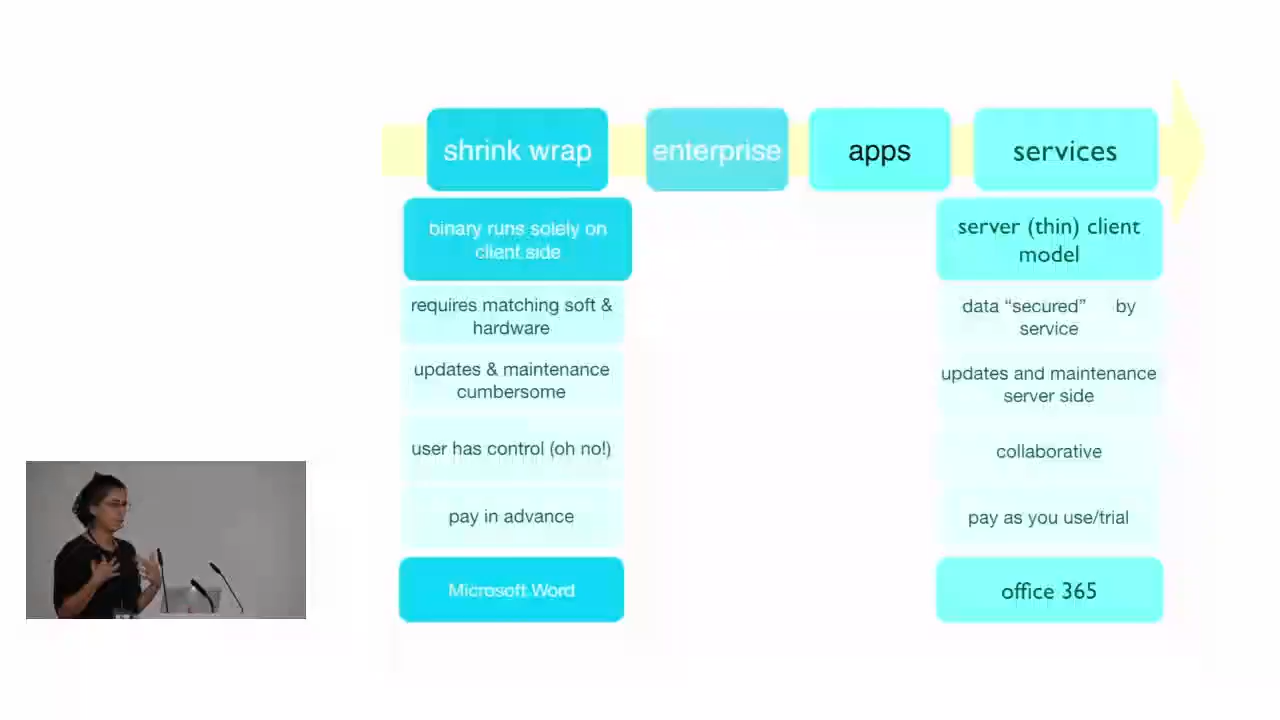 shrink wrap
enterprise
apps
services
binary runs solely on
client side
requires matching soft &
hardware
updates & maintenance
cumbersome
user has control (oh no!)
pay in advance
Microsoft Word
server (thin) client
model
data “secured” by
service
updates and maintenance
server side
collaborative
pay as you use/trial
office 365